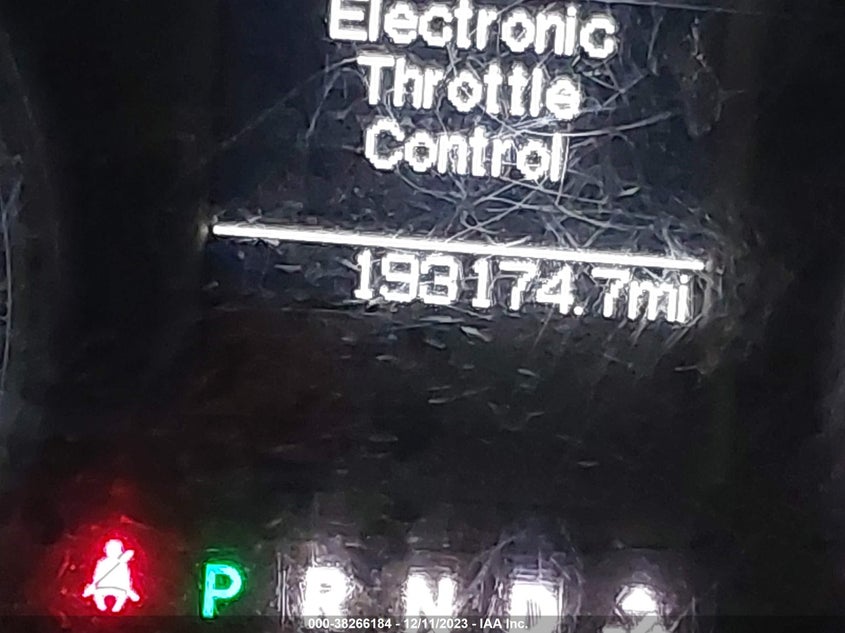 Electronic
Throttle
Control
193174.7mi
P R N D
000-38266184 - 12/11/2023 - IAA Inc.